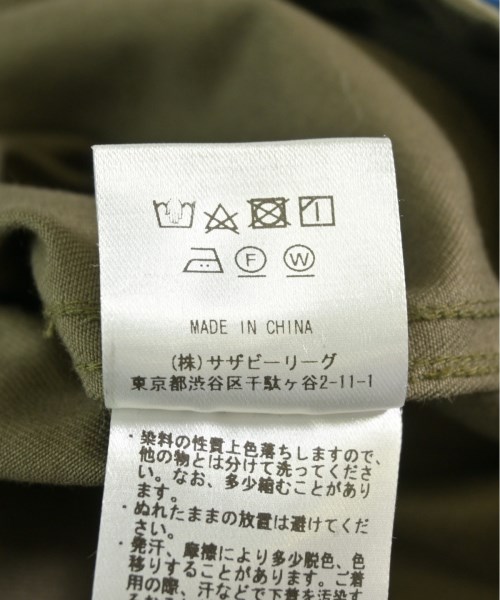 F W
MADE IN CHINA
(株)サザビーリーグ
東京都渋谷区千駄ヶ谷2-11-1
・染料の性質上色落ちしますので、
他の物とは分けて洗ってくださ
い。なお、多少縮むことがあり
ます。
・ぬれたままの放置は避けてくだ
さい。
・発汗、摩擦により多少脱色、色
移りすることがあります。ご着
用の際、汗などで下着を汚染す